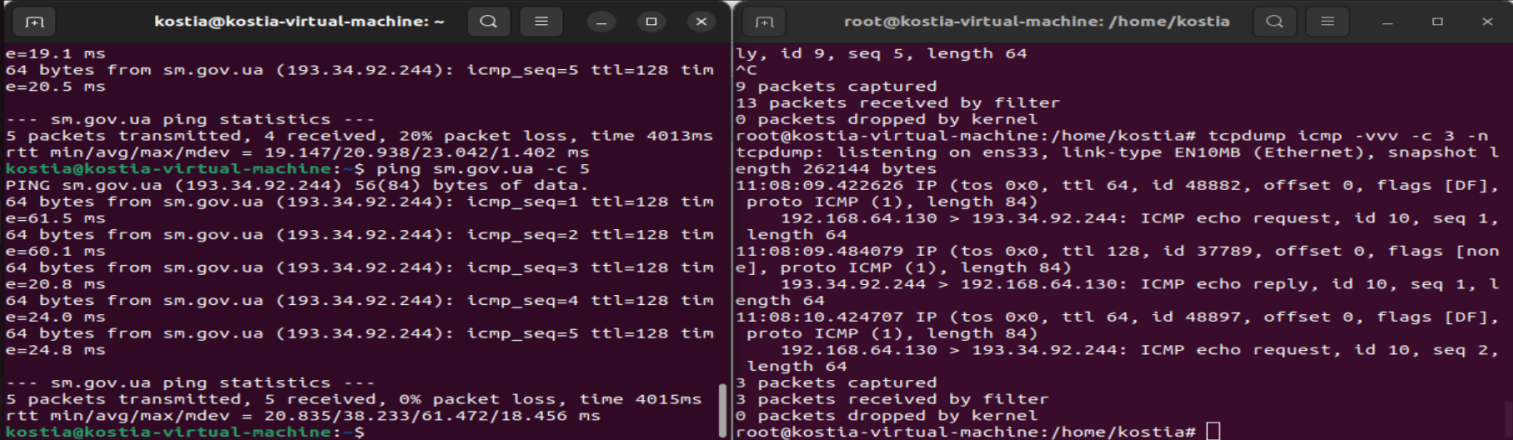 kostia@kostia-virtual-machine: ~
e=19.1 ms
64 bytes from sm.gov.ua (193.34.92.244): icmp_seq=5 ttl=128 tim
e=20.5 ms
--- sm.gov.ua ping statistics ---
5 packets transmitted, 4 received, 20% packet loss, time 4013ms
rtt min/avg/max/mdev = 19.147/20.938/23.042/1.402 ms
kostia@kostia-virtual-machine:~$ ping sm.gov.ua -c 5
PING sm.gov.ua (193.34.92.244) 56(84) bytes of data.
64 bytes from sm.gov.ua (193.34.92.244): icmp_seq=1 ttl=128 tim
e=61.5 ms
64 bytes from sm.gov.ua (193.34.92.244): icmp_seq=2 ttl=128 tim
e=60.1 ms
64 bytes from sm.gov.ua (193.34.92.244): icmp_seq=3 ttl=128 tim
e=20.8 ms
64 bytes from sm.gov.ua (193.34.92.244): icmp_seq=4 ttl=128 tim
e=24.0 ms
64 bytes from sm.gov.ua (193.34.92.244): icmp_seq=5 ttl=128 tim
e=24.8 ms
--- sm.gov.ua ping statistics ---
5 packets transmitted, 5 received, 0% packet loss, time 4015ms
rtt min/avg/max/mdev = 20.835/38.233/61.472/18.456 ms
kostia@kostia-virtual-machine:~$
root@kostia-virtual-machine: /home/kostia
ly, id 9, seq 5, length 64
^C
9 packets captured
13 packets received by filter
0 packets dropped by kernel
root@kostia-virtual-machine:/home/kostia# tcpdump icmp -vvv -c 3 -n
tcpdump: listening on ens33, link-type EN10MB (Ethernet), snapshot l
ength 262144 bytes
11:08:09.422626 IP (tos 0x0, ttl 64, id 48882, offset 0, flags [DF],
proto ICMP (1), length 84)
192.168.64.130 > 193.34.92.244: ICMP echo request, id 10, seq 1,
length 64
11:08:09.484079 IP (tos 0x0, ttl 128, id 37789, offset 0, flags [non
e], proto ICMP (1), length 84)
193.34.92.244 > 192.168.64.130: ICMP echo reply, id 10, seq 1, l
ength 64
11:08:10.424707 IP (tos 0x0, ttl 64, id 48897, offset 0, flags [DF],
proto ICMP (1), length 84)
192.168.64.130 > 193.34.92.244: ICMP echo request, id 10, seq 2,
length 64
3 packets captured
3 packets received by filter
0 packets dropped by kernel
root@kostia-virtual-machine:/home/kostia#